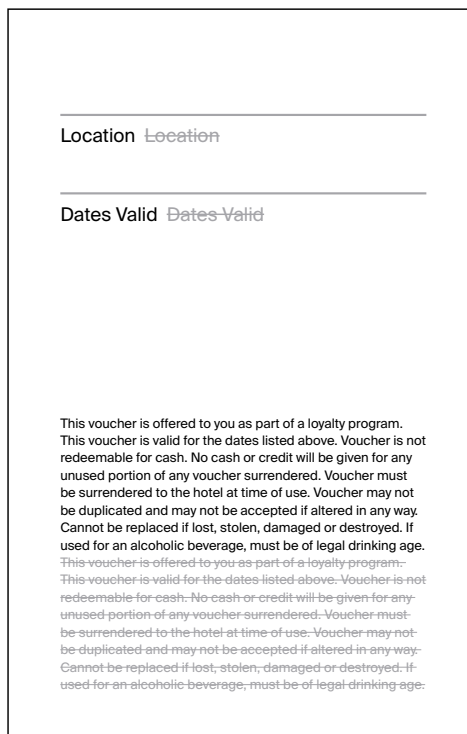 Location Location
Dates Valid Dates Valid
This voucher is offered to you as part of a loyalty program.
This voucher is valid for the dates listed above. Voucher is not
redeemable for cash. No cash or credit will be given for any
unused portion of any voucher surrendered. Voucher must
be surrendered to the hotel at time of use. Voucher may not
be duplicated and may not be accepted if altered in any way.
Cannot be replaced if lost, stolen, damaged or destroyed. If
used for an alcoholic beverage, must be of legal drinking age.
This voucher is offered to you as part of a loyalty program.
This voucher is valid for the dates listed above. Voucher is not
redeemable for cash. No cash or credit will be given for any
unused portion of any voucher surrendered. Voucher must
be surrendered to the hotel at time of use. Voucher may not
be duplicated and may not be accepted if altered in any way.
Cannot be replaced if lost, stolen, damaged or destroyed. If
used for an alcoholic beverage, must be of legal drinking age.